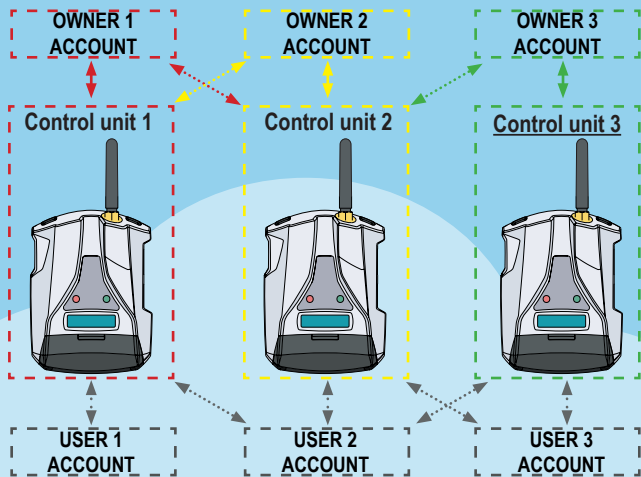 OWNER 1
ACCOUNT
OWNER 2
ACCOUNT
OWNER 3
ACCOUNT
Control unit 1
Control unit 2
Control unit 3
USER 1
ACCOUNT
USER 2
ACCOUNT
USER 3
ACCOUNT